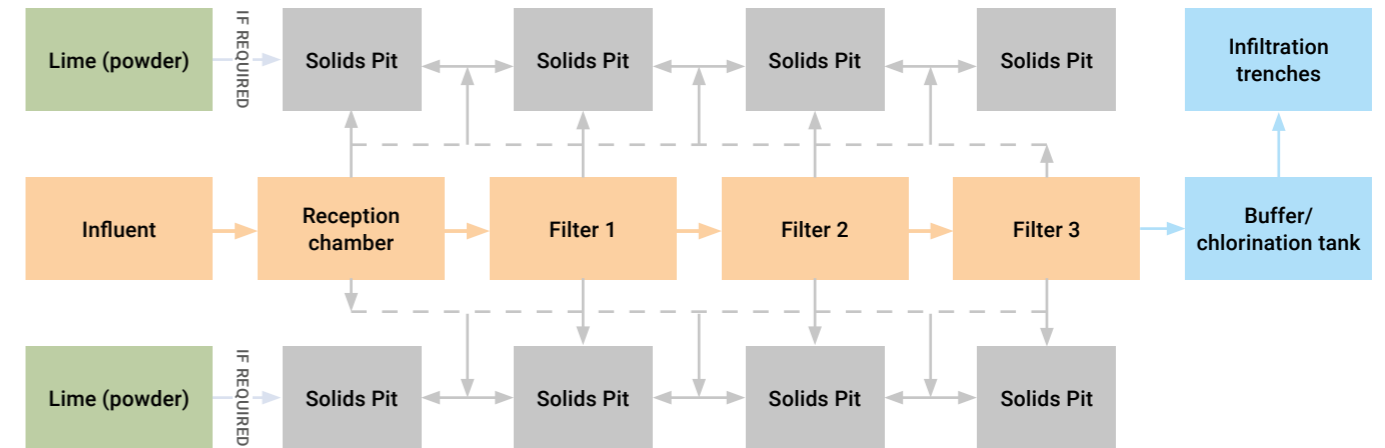 Lime (powder)
IF REQUIRED
Solids Pit
Solids Pit
Solids Pit
Solids Pit
Infiltration
trenches
Influent
Reception
chamber
Filter 1
Filter 2
Filter 3
Buffer/
chlorination tank
Lime (powder)
IF REQUIRED
Solids Pit
Solids Pit
Solids Pit
Solids Pit